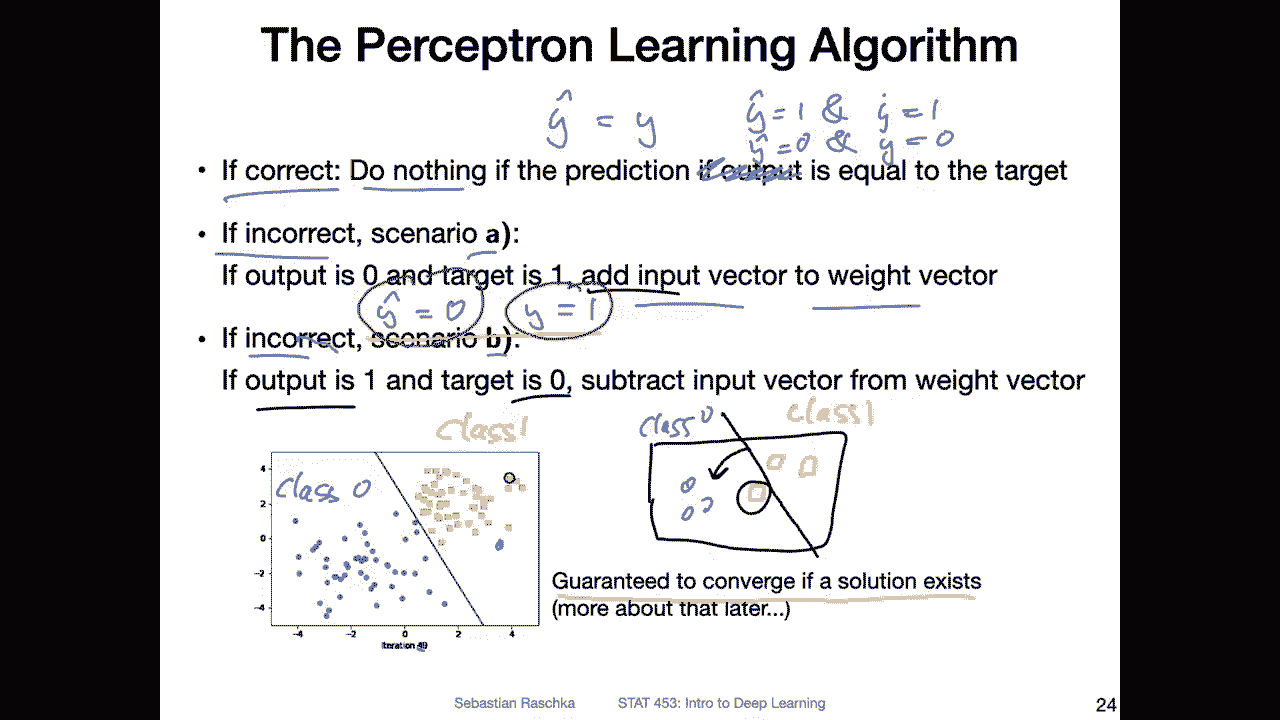 The Perceptron Learning Algorithm
ŷ = y
ŷ = 1 & y = 1
ŷ = 0 & y = 0
• If correct: Do nothing if the prediction if output is equal to the target
• If incorrect, scenario a):
If output is 0 and target is 1, add input vector to weight vector
ŷ = 0 y = 1
• If incorrect, scenario b):
If output is 1 and target is 0, subtract input vector from weight vector
class 1
class 0
class 1
class 0
4
2
0
−2
−4
−4 −2 0 2 4
Iteration 49
Guaranteed to converge if a solution exists
(more about that later...)
Sebastian Raschka STAT 453: Intro to Deep Learning 24